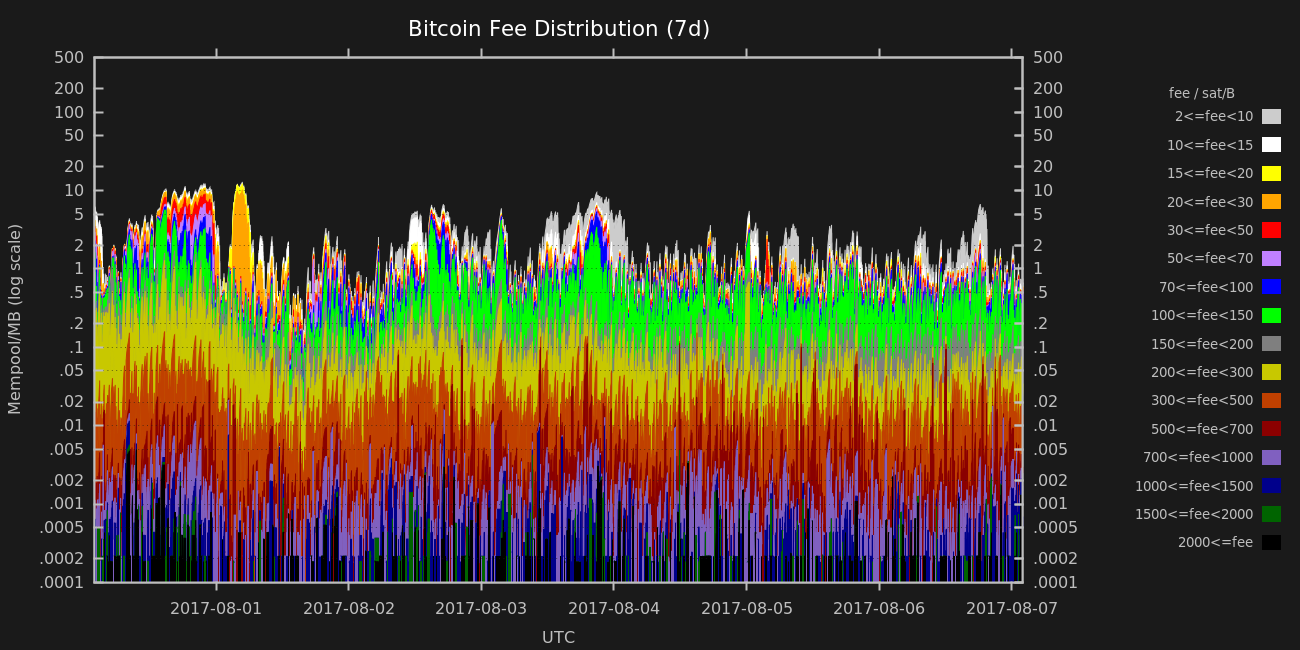 Bitcoin Fee Distribution (7d)
Mempool/MB (log scale)
500
200
100
50
20
10
5
2
1
.5
.2
.1
.05
.02
.01
.005
.002
.001
.0005
.0002
.0001
500
200
100
50
20
10
5
2
1
.5
.2
.1
.05
.02
.01
.005
.002
.001
.0005
.0002
.0001
2017-08-01 2017-08-02 2017-08-03 2017-08-04 2017-08-05 2017-08-06 2017-08-07
UTC
fee / sat/B
2<=fee<10
10<=fee<15
15<=fee<20
20<=fee<30
30<=fee<50
50<=fee<70
70<=fee<100
100<=fee<150
150<=fee<200
200<=fee<300
300<=fee<500
500<=fee<700
700<=fee<1000
1000<=fee<1500
1500<=fee<2000
2000<=fee